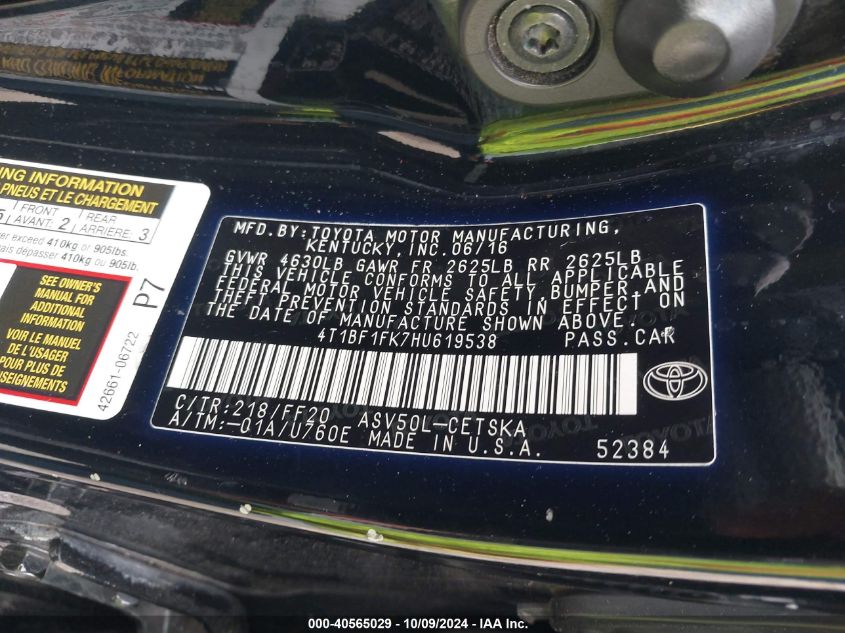 ING INFORMATION
PNEUS ET LE CHARGEMENT
FRONT
AVANT: 2
REAR
ARRIÈRE: 3
er exceed 410kg or 905lbs.
ais dépasser 410kg ou 905lb.
SEE OWNER'S
MANUAL FOR
ADDITIONAL
INFORMATION
VOIR LE MANUEL
DE L'USAGER
POUR PLUS DE
NSEIGNEMENTS
P7
42661-06722
MFD.BY:TOYOTA MOTOR MANUFACTURING,
KENTUCKY, INC.06/16
GVWR 4630LB GAWR FR 2625LB RR 2625LB
THIS VEHICLE CONFORMS TO ALL APPLICABLE
FEDERAL MOTOR VEHICLE SAFETY,BUMPER,AND
THEFT PREVENTION STANDARDS IN EFFECT ON
THE DATE OF MANUFACTURE SHOWN ABOVE.
4T1BF1FK7HU619538 PASS.CAR
C/TR:218/FF20 ASV50L-CETSKA
A/TM:-01A/U760E MADE IN U.S.A.
52384
000-40565029 - 10/09/2024 - IAA Inc.